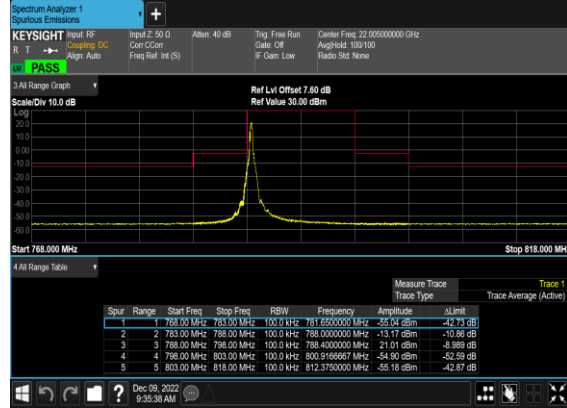 Spectrum Analyzer 1
Spurious Emissions
+
KEYSIGHT Input: RF Input Z: 50 Ω Atten: 40 dB Trig: Free Run Center Freq: 22.005000000 GHz
R T Coupling: DC Corr CCorr Gate: Off Avg|Hold: 100/100
Align: Auto Freq Ref: Int (S) IF Gain: Low Radio Std: None
LW PASS
3 All Range Graph
Ref Lvl Offset 7.60 dB
Scale/Div 10.0 dB Ref Value 30.00 dBm
Log
20.0
10.0
0.00
-10.0
-20.0
-30.0
-40.0
-50.0
-60.0
Start 768.000 MHz Stop 818.000 MH
4 All Range Table
Measure Trace Trace 1
Trace Type Trace Average (Active)
Spur Range Start Freq Stop Freq RBW Frequency Amplitude ΔLimit
1 1 768.00 MHz 783.00 MHz 100.0 kHz 781.6500000 MHz -55.04 dBm -42.73 dB
2 2 783.00 MHz 788.00 MHz 100.0 kHz 788.0000000 MHz -13.17 dBm -10.86 dB
3 3 788.00 MHz 798.00 MHz 100.0 kHz 788.4000000 MHz 21.01 dBm -8.989 dB
4 4 798.00 MHz 803.00 MHz 100.0 kHz 800.9166667 MHz -54.90 dBm -52.59 dB
5 5 803.00 MHz 818.00 MHz 100.0 kHz 812.3750000 MHz -55.18 dBm -42.87 dB
? Dec 09, 2022
9:35:38 AM